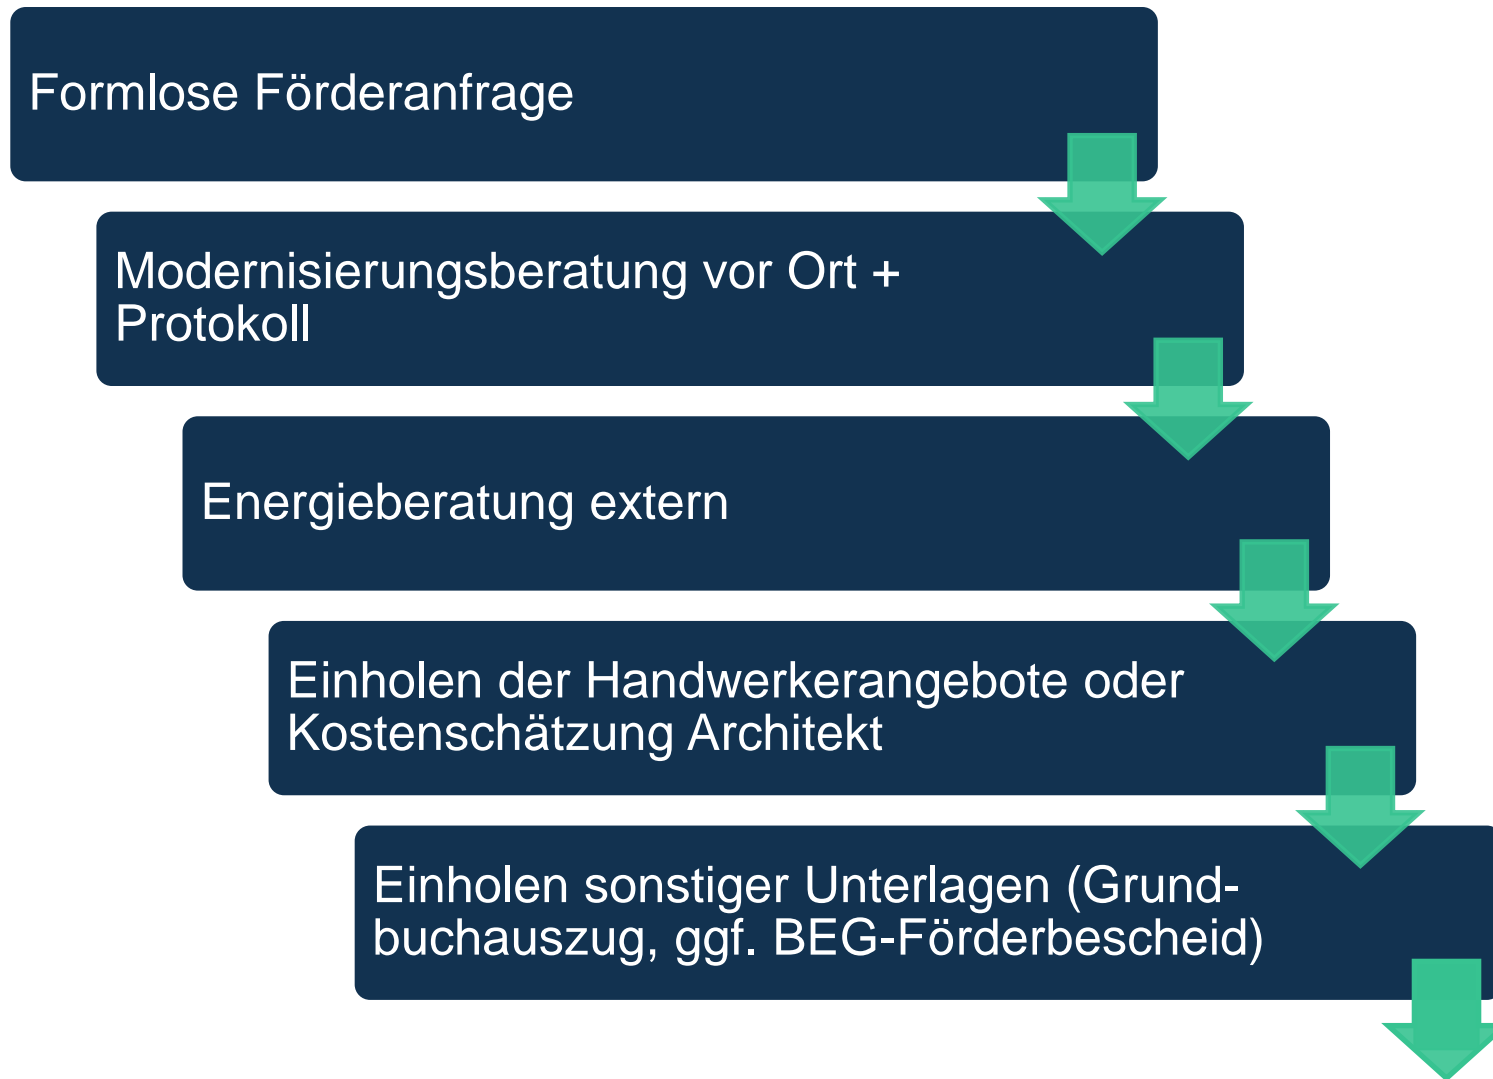 Formlose Förderanfrage
Modernisierungsberatung vor Ort +
Protokoll
Energieberatung extern
Einholen der Handwerkerangebote oder
Kostenschätzung Architekt
Einholen sonstiger Unterlagen (Grund-
buchauszug, ggf. BEG-Förderbescheid)